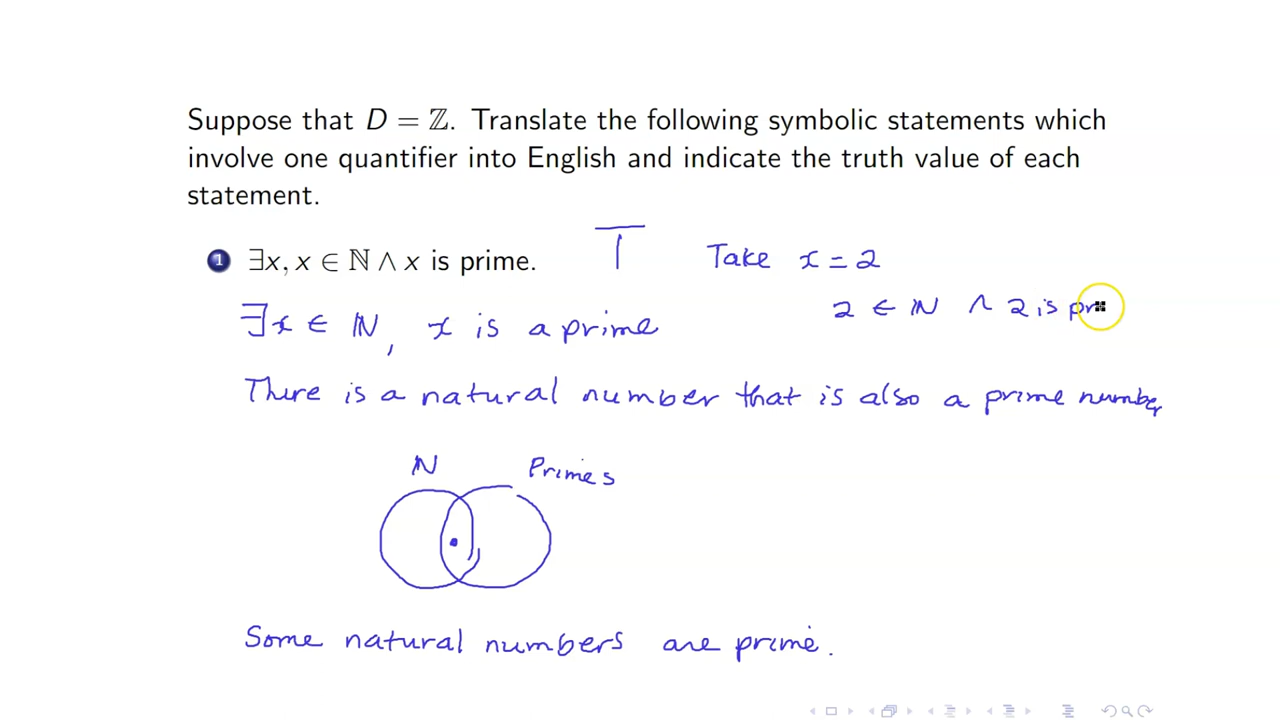 Suppose that D = ℤ. Translate the following symbolic statements which
involve one quantifier into English and indicate the truth value of each
statement.
1 ∃x, x ∈ ℕ ∧ x is prime. T Take x = 2
2 ∈ ℕ ∧ 2 is pr
∃x ∈ ℕ, x is a prime
There is a natural number that is also a prime number
ℕ Primes
Some natural numbers are prime.